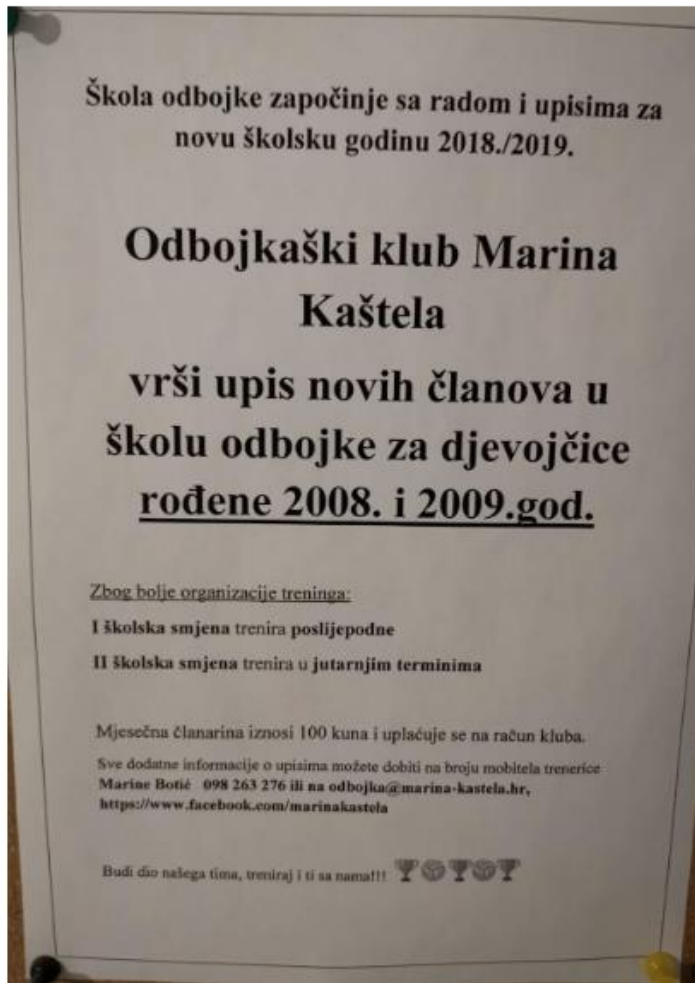 Škola odbojke započinje sa radom i upisima za
novu školsku godinu 2018./2019.
Odbojkaški klub Marina
Kaštela
vrši upis novih članova u
školu odbojke za djevojčice
rođene 2008. i 2009.god.
Zbog bolje organizacije treninga:
I školska smjena trenira poslijepodne
II školska smjena trenira u jutarnjim terminima
Mjesečna članarina iznosi 100 kuna i uplaćuje se na račun kluba.
Sve dodatne informacije o upisima možete dobiti na broju mobitela trenerice
Marine Botić 098 263 276 ili na odbojka@marina-kastela.hr,
https://www.facebook.com/marinakastela
Budi dio našega tima, treniraj i ti sa nama!!!